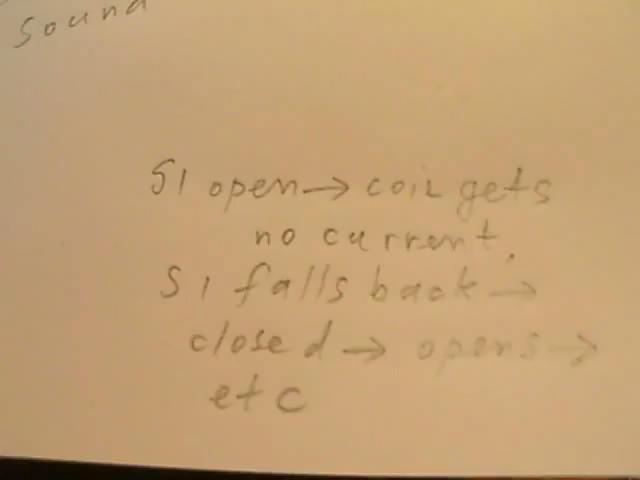 sound
S1 open → coil gets
no current.
S1 falls back →
closed → opens →
etc